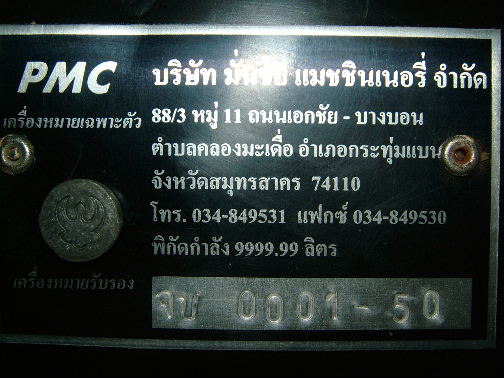 PMC
บริษัท มั่นชัย แมชชินเนอรี่ จำกัด
เครื่องหมายเฉพาะตัว
88/3 หมู่ 11 ถนนเอกชัย - บางบอน
ตำบลคลองมะเดื่อ อำเภอกระทุ่มแบน
จังหวัดสมุทรสาคร 74110
โทร. 034-849531 แฟกซ์ 034-849530
พิกัดกำลัง 9999.99 ลิตร
เครื่องหมายรับรอง
0001-50